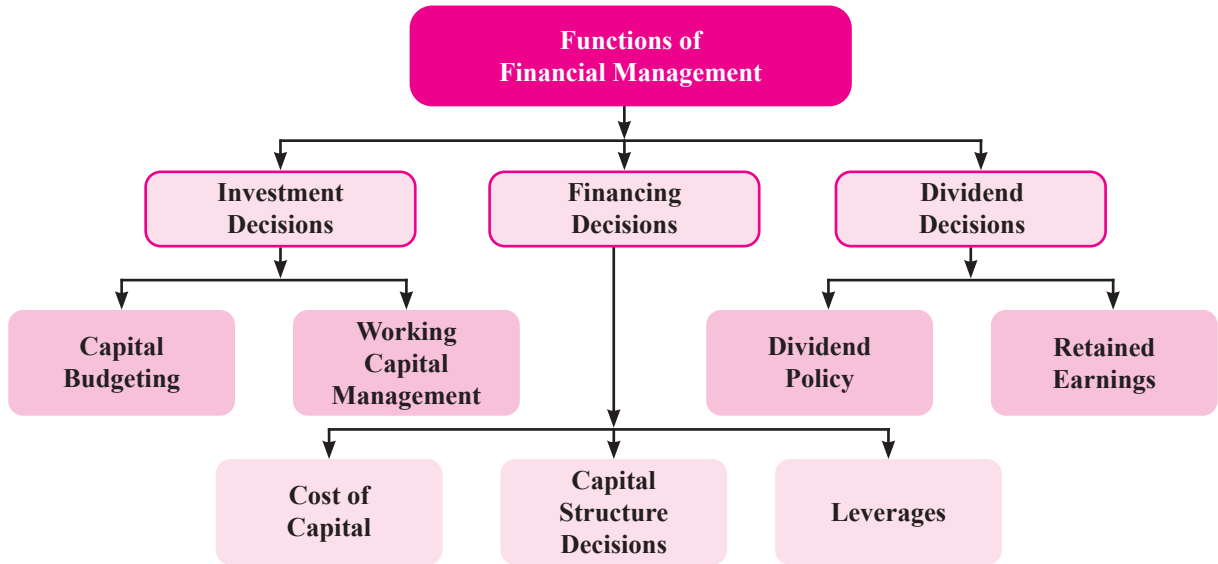 Functions of
Financial Management
Investment
Decisions
Financing
Decisions
Dividend
Decisions
Capital
Budgeting
Working
Capital
Management
Dividend
Policy
Retained
Earnings
Cost of
Capital
Capital
Structure
Decisions
Leverages